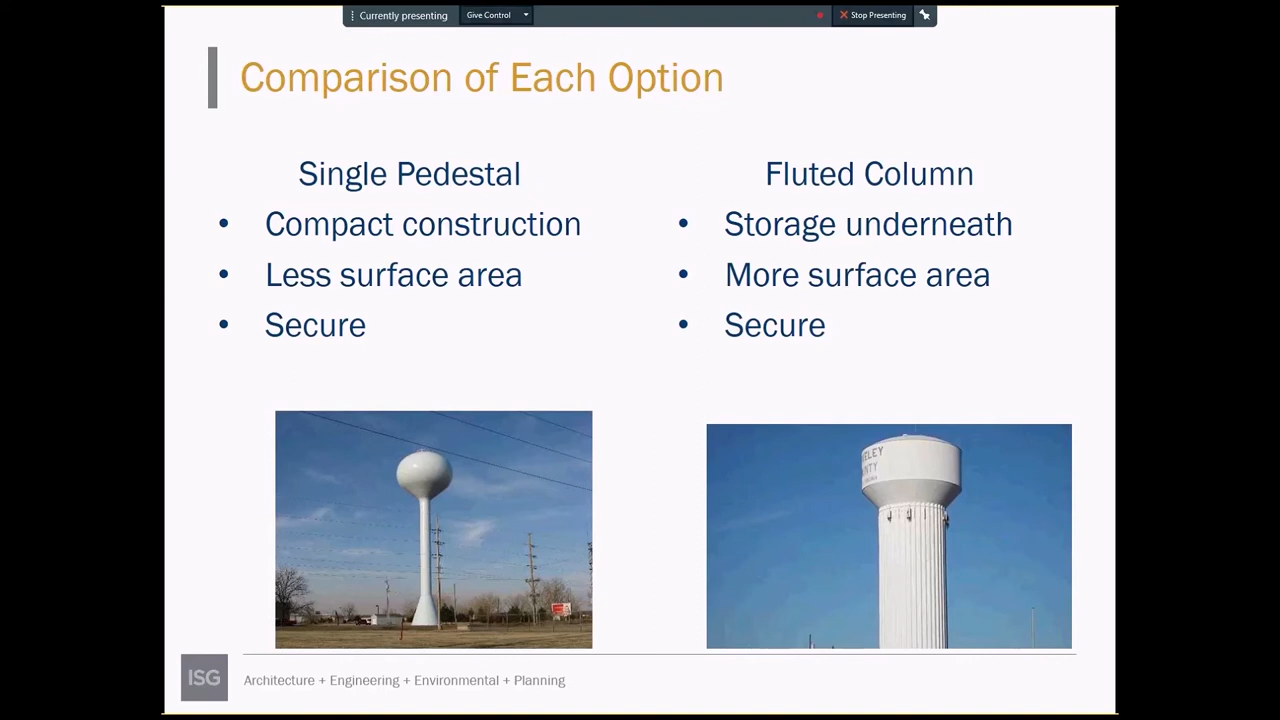 Currently presenting
Give Control
Stop Presenting
Comparison of Each Option
Single Pedestal
• Compact construction
• Less surface area
• Secure
Fluted Column
• Storage underneath
• More surface area
• Secure
ISG
Architecture + Engineering + Environmental + Planning